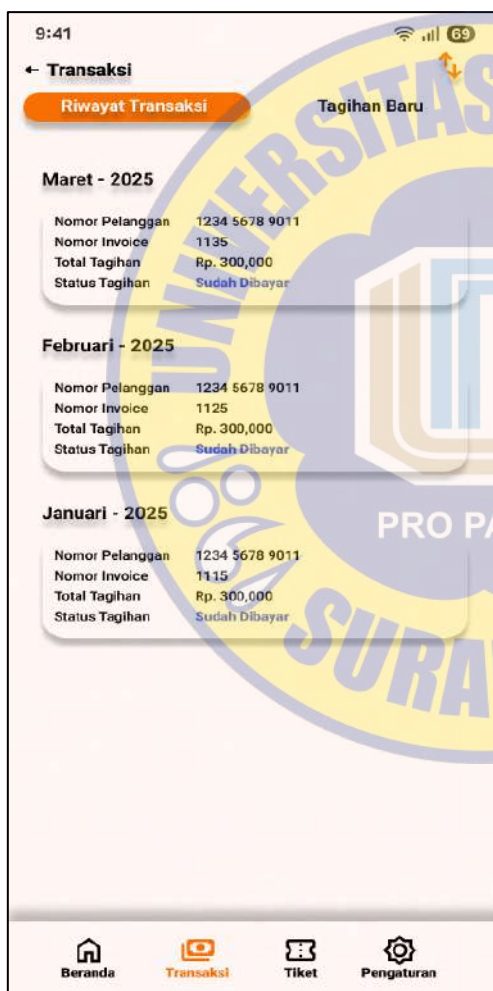 9:41
69
← Transaksi
Riwayat Transaksi Tagihan Baru
Maret - 2025
Nomor Pelanggan 1234 5678 9011
Nomor Invoice 1135
Total Tagihan Rp. 300,000
Status Tagihan Sudah Dibayar
Februari - 2025
Nomor Pelanggan 1234 5678 9011
Nomor Invoice 1125
Total Tagihan Rp. 300,000
Status Tagihan Sudah Dibayar
Januari - 2025
Nomor Pelanggan 1234 5678 9011
Nomor Invoice 1115
Total Tagihan Rp. 300,000
Status Tagihan Sudah Dibayar
Beranda Transaksi Tiket Pengaturan
UNIVERSITAS
PRO PA
SURA